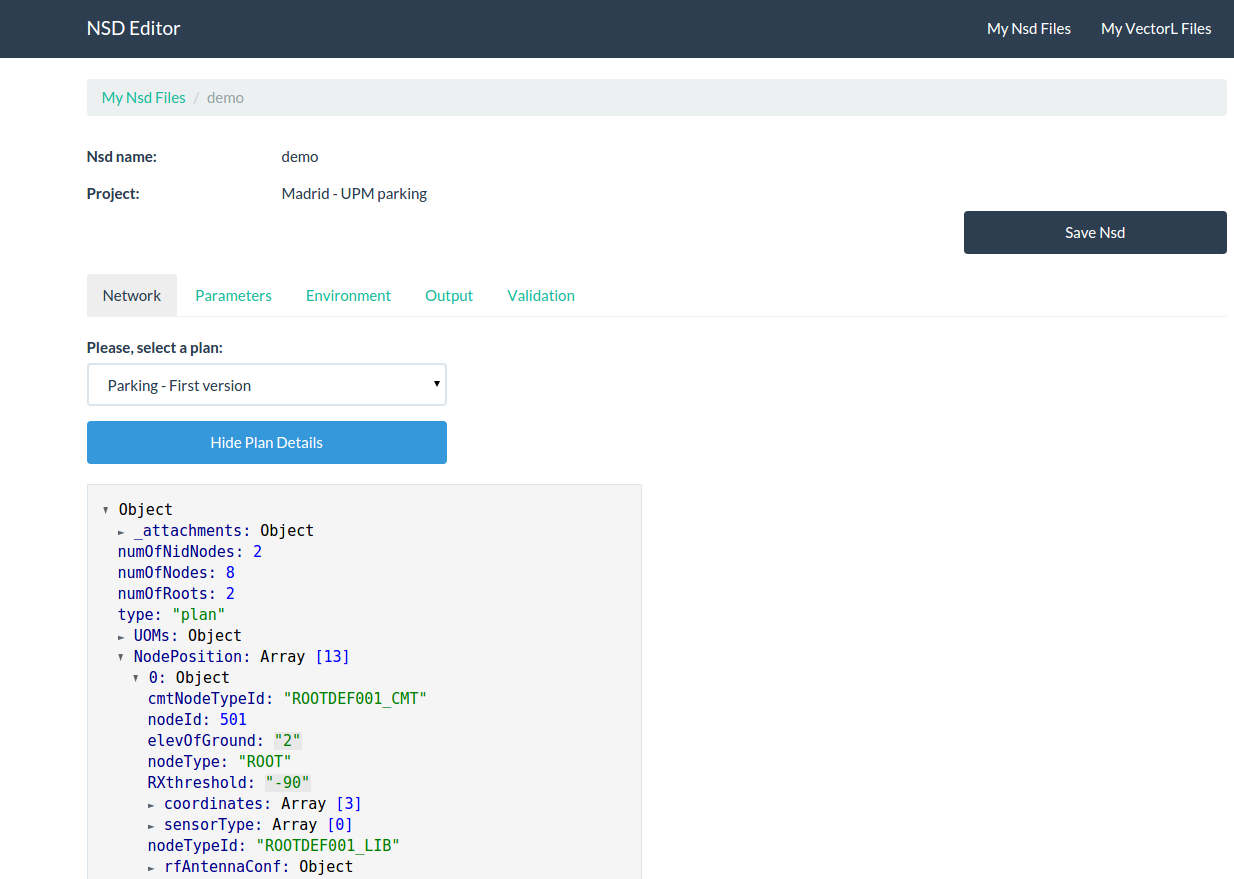 NSD Editor
My Nsd Files
My VectorL Files
My Nsd Files / demo
Nsd name: demo
Project: Madrid - UPM parking
Save Nsd
Network
Parameters
Environment
Output
Validation
Please, select a plan:
Parking - First version
Hide Plan Details
Object
_attachments: Object
numOfNidNodes: 2
numOfNodes: 8
numOfRoots: 2
type: "plan"
UOMs: Object
NodePosition: Array [13]
0: Object
cmtNodeTypeId: "ROOTDEF001_CMT"
nodeId: 501
elevOfGround: "2"
nodeType: "ROOT"
RXthreshold: "-90"
coordinates: Array [3]
sensorType: Array [0]
nodeTypeId: "ROOTDEF001_LIB"
rfAntennaConf: Object